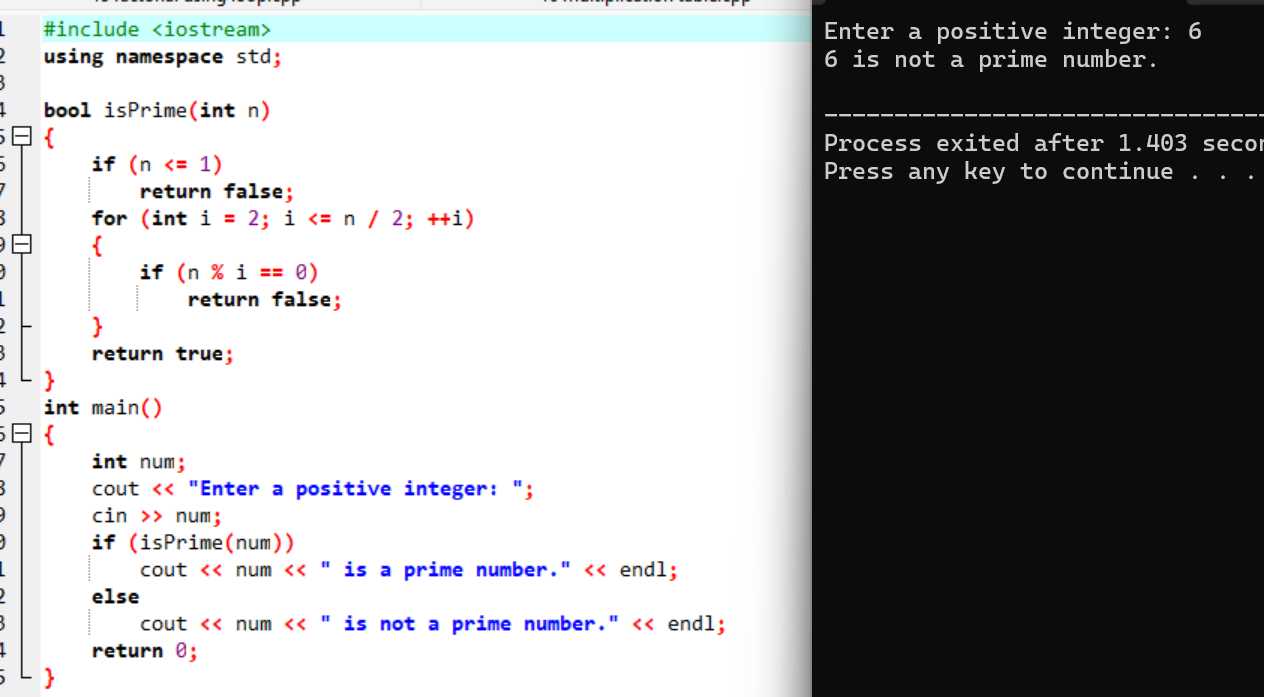 #include <iostream>
using namespace std;
bool isPrime(int n)
{
if (n <= 1)
return false;
for (int i = 2; i <= n / 2; ++i)
{
if (n % i == 0)
return false;
}
return true;
}
int main()
{
int num;
cout << "Enter a positive integer: ";
cin >> num;
if (isPrime(num))
cout << num << " is a prime number." << endl;
else
cout << num << " is not a prime number." << endl;
return 0;
}
Enter a positive integer: 6
6 is not a prime number.
--------------------------------
Process exited after 1.403
Press any key to continue . . .